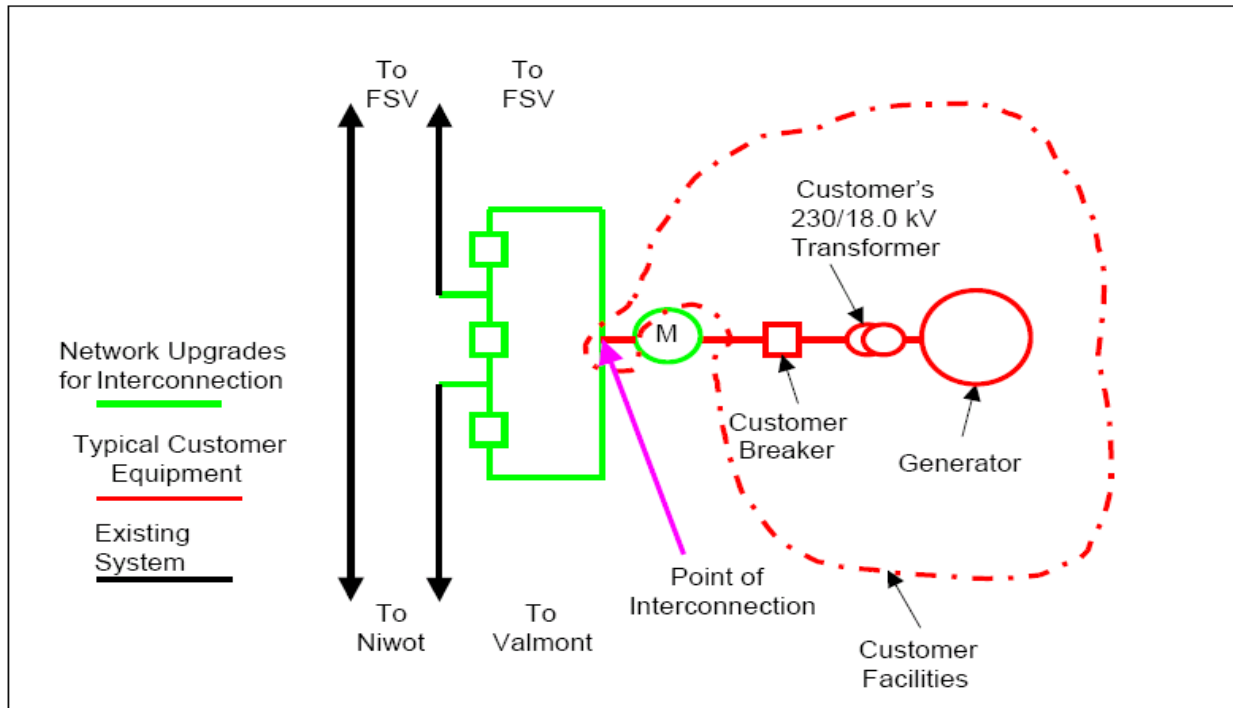 To
FSV
To
FSV
Customer's
230/18.0 kV
Transformer
M
Network Upgrades
for Interconnection
Typical Customer
Equipment
Existing
System
Customer
Breaker
Generator
Point of
Interconnection
To
Niwot
To
Valmont
Customer
Facilities